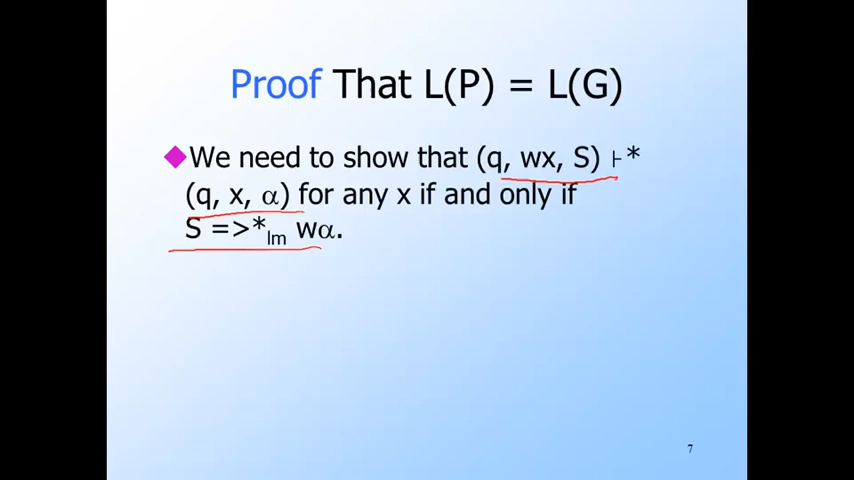 Proof That L(P) = L(G)
We need to show that (q, wx, S) ⊦*
(q, x, α) for any x if and only if
S =>*lm wα.
7